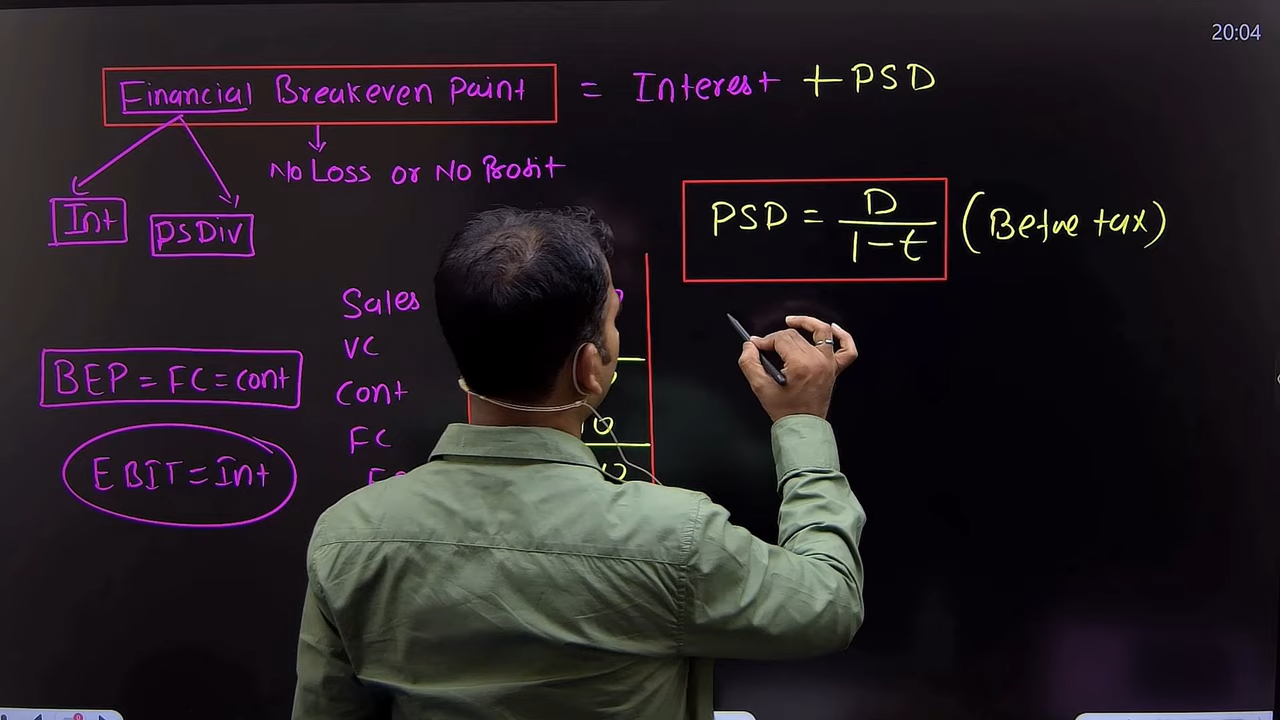 20:04
Financial Breakeven Point = Interest + PSD
No Loss or No Profit
Int
PSDiv
PSD = D / 1-t (Before tax)
Sales
VC
BEP = FC = Cont
Cont
FC
10
EBIT = Int